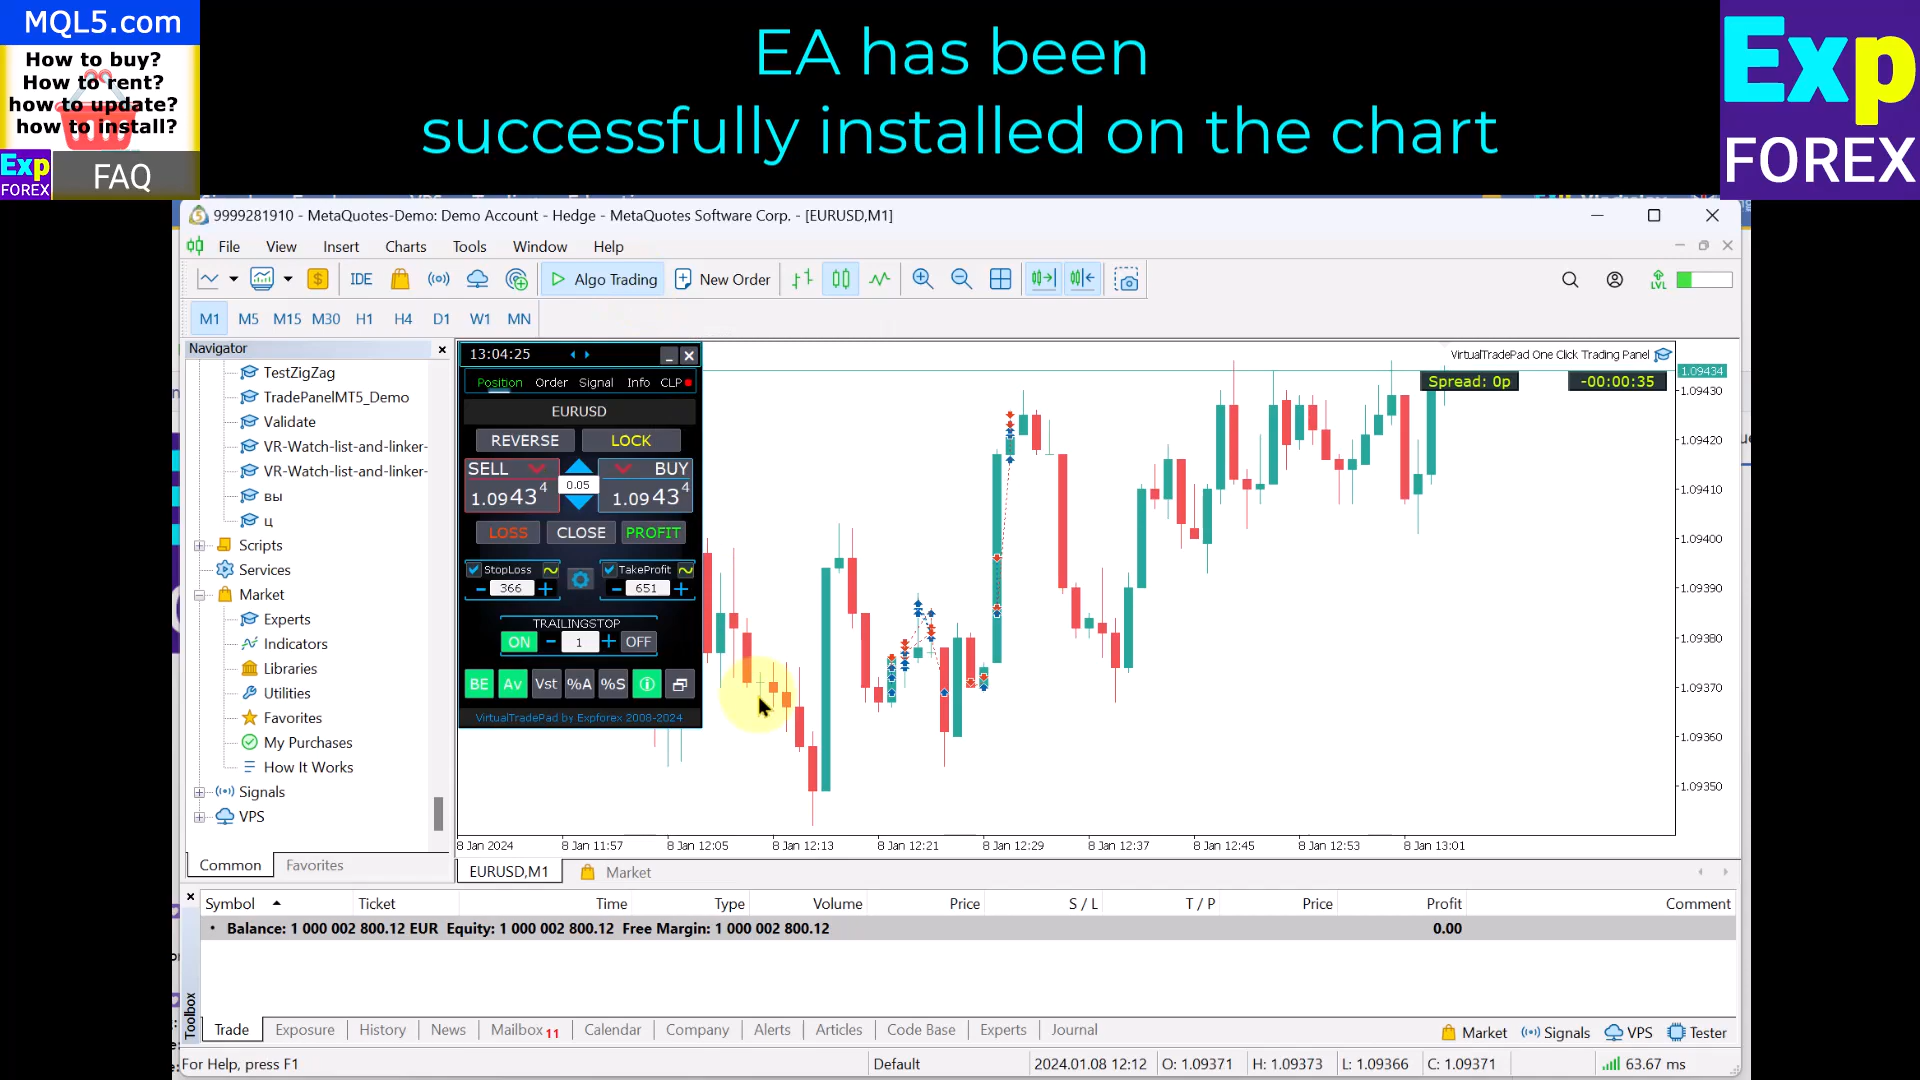 MQL5.com
How to buy?
How to rent?
how to update?
how to install?
Exp
FOREX
FAQ
EA has been
successfully installed on the chart
Exp
FOREX
9999281910 - MetaQuotes-Demo: Demo Account - Hedge - MetaQuotes Software Corp. - [EURUSD,M1]
File View Insert Charts Tools Window Help
IDE Algo Trading New Order LVL
M1 M5 M15 M30 H1 H4 D1 W1 MN
Navigator
TestZigZag
TradePanelMT5_Demo
Validate
VR-Watch-list-and-linker-
VR-Watch-list-and-linker-
вы
ц
Scripts
Services
Market
Experts
Indicators
Libraries
Utilities
Favorites
My Purchases
How It Works
Signals
VPS
Common Favorites
13:04:25
Position Order Signal Info CLP
EURUSD
REVERSE LOCK
SELL BUY
1.09434 0.05 1.09434
LOSS CLOSE PROFIT
StopLoss TakeProfit
- 366 + - 651 +
TRAILINGSTOP
ON - 1 + OFF
BE Av Vst %A %S
VirtualTradePad by Expforex 2008-2024
VirtualTradePad One Click Trading Panel
Spread: 0p -00:00:35
1.09434
1.09430
1.09420
1.09410
1.09400
1.09390
1.09380
1.09370
1.09360
1.09350
8 Jan 2024 8 Jan 11:57 8 Jan 12:05 8 Jan 12:13 8 Jan 12:21 8 Jan 12:29 8 Jan 12:37 8 Jan 12:45 8 Jan 12:53 8 Jan 13:01
EURUSD,M1 Market
Symbol Ticket Time Type Volume Price S / L T / P Price Profit Comment
Balance: 1 000 002 800.12 EUR Equity: 1 000 002 800.12 Free Margin: 1 000 002 800.12 0.00
Toolbox
Trade Exposure History News Mailbox 11 Calendar Company Alerts Articles Code Base Experts Journal
Market Signals VPS Tester
For Help, press F1 Default 2024.01.08 12:12 O: 1.09371 H: 1.09373 L: 1.09366 C: 1.09371 63.67 ms